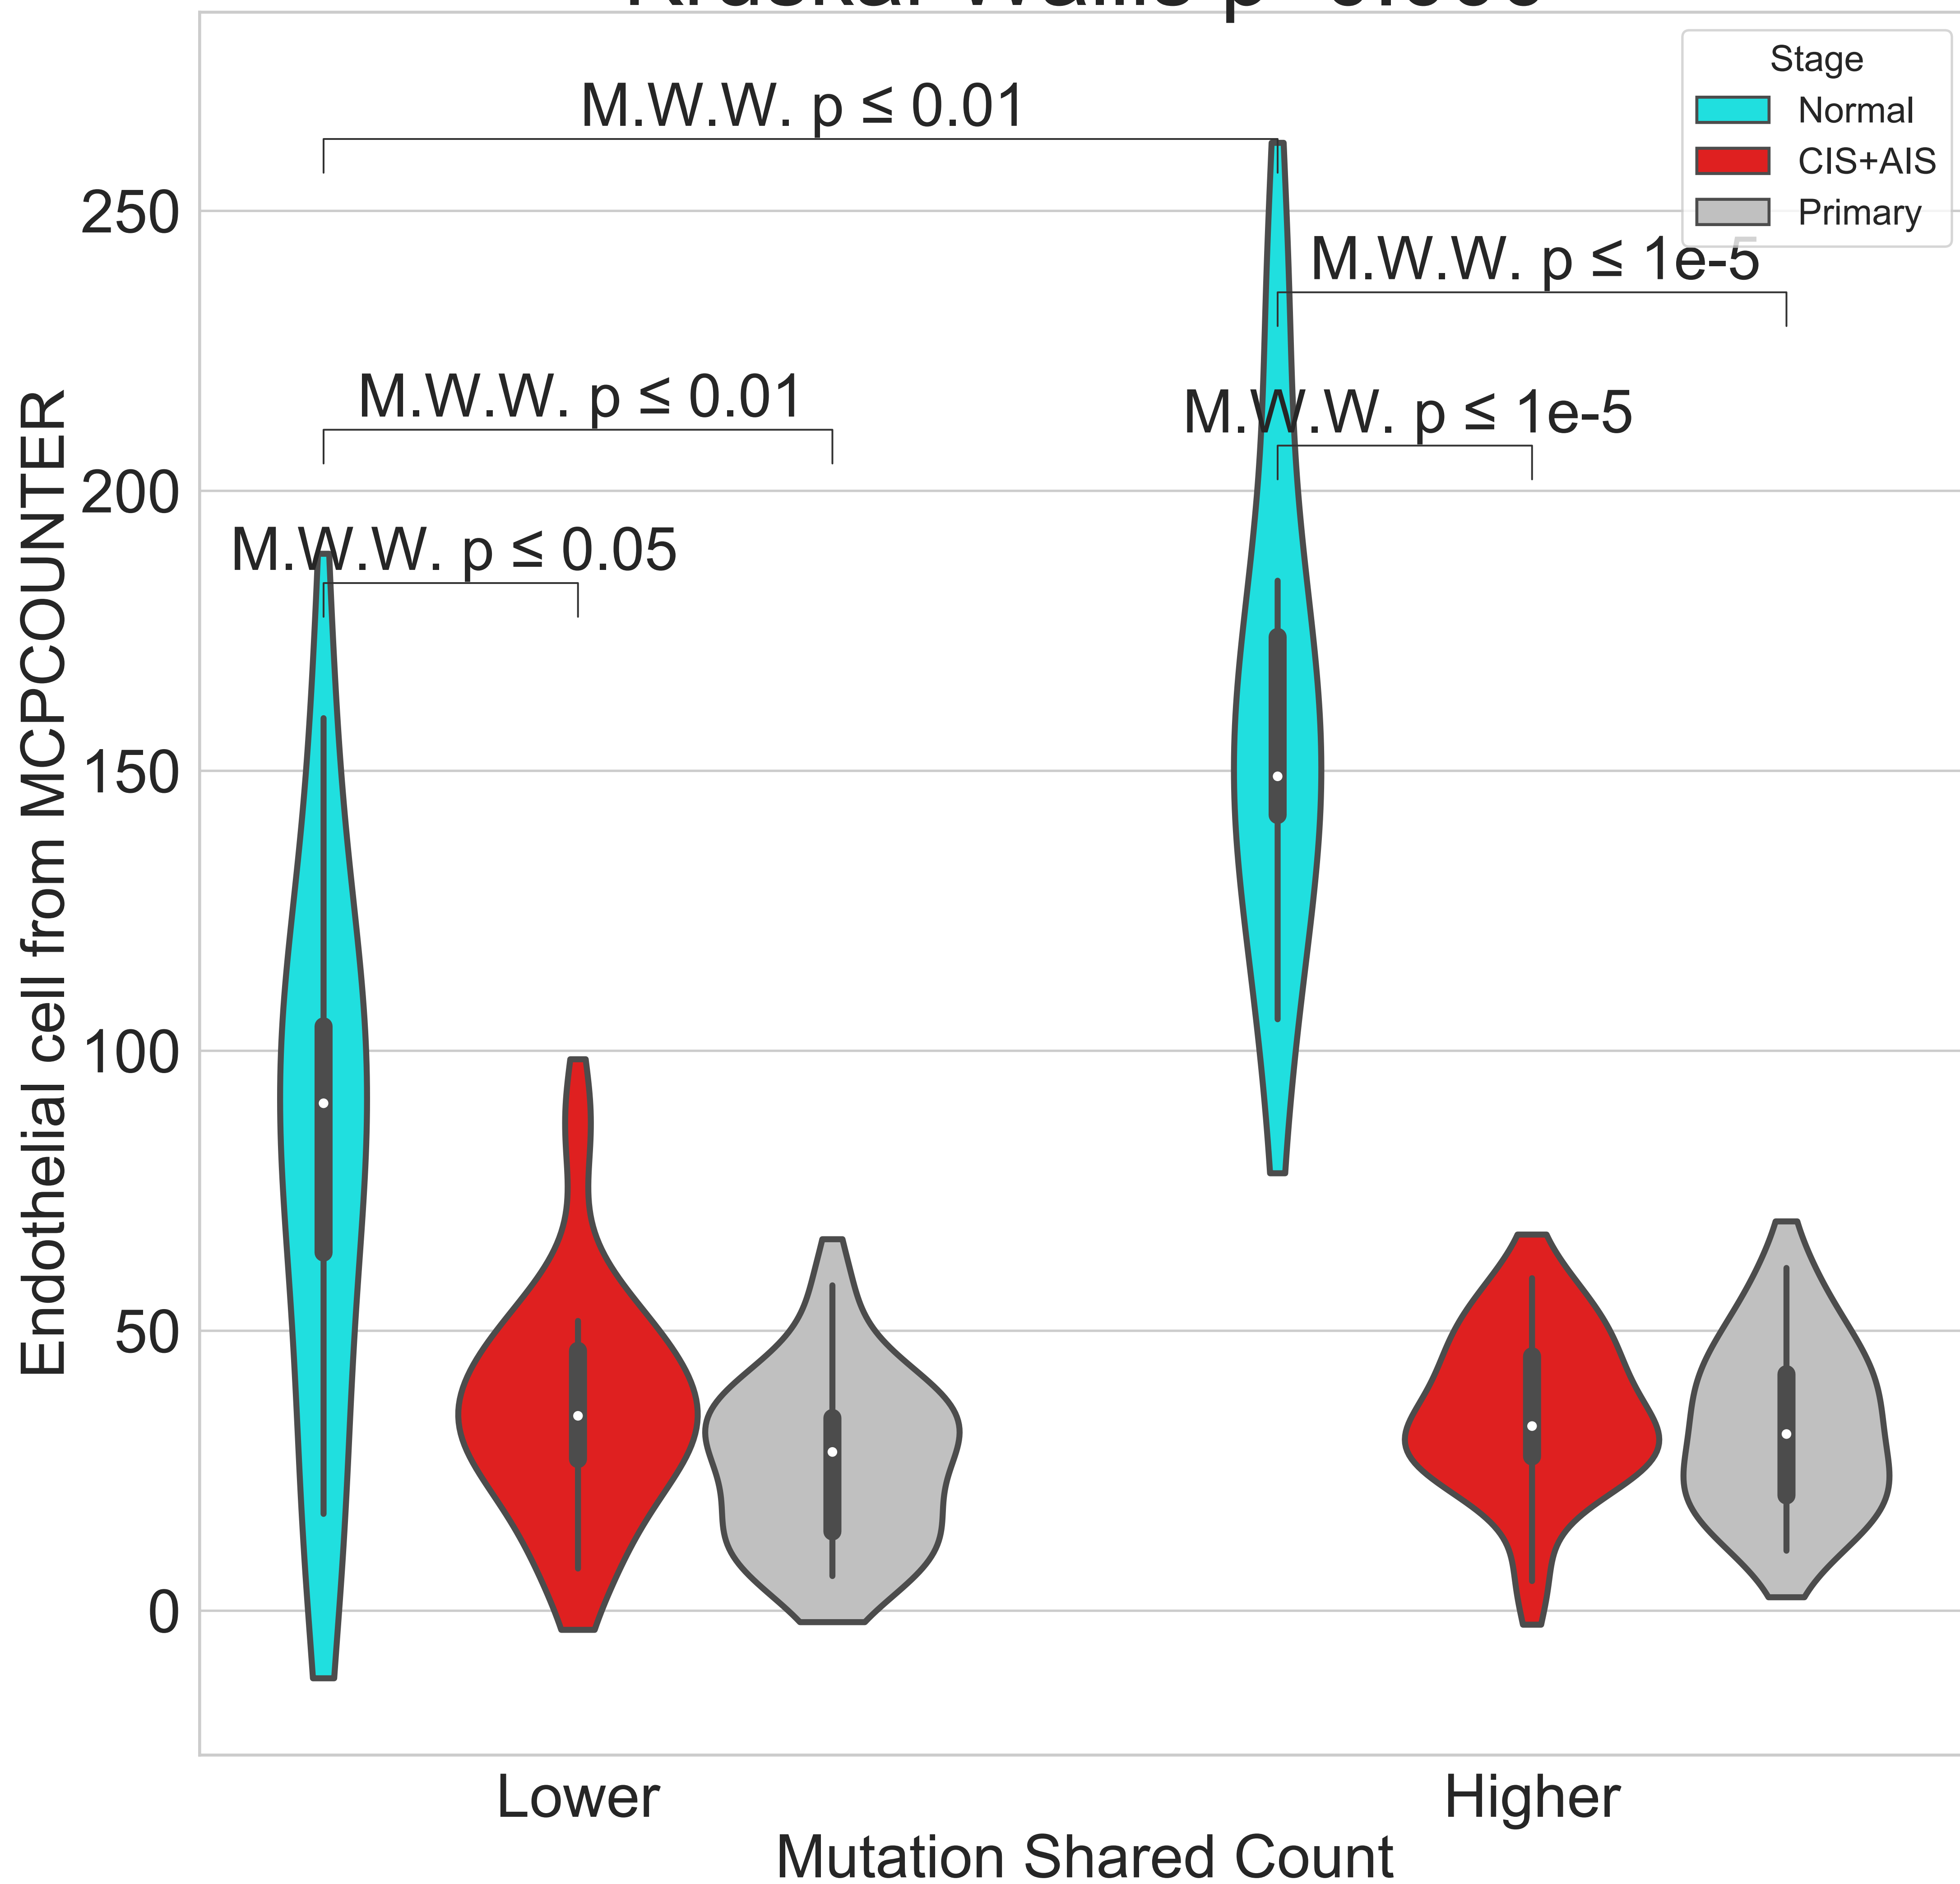 Stage
Normal
CIS+AIS
Primary
M.W.W. p ≤ 0.01
M.W.W. p ≤ 1e-5
M.W.W. p ≤ 0.01
M.W.W. p ≤ 1e-5
M.W.W. p ≤ 0.05
Endothelial cell from MCPCOUNTER
250
200
150
100
50
0
Lower
Higher
Mutation Shared Count